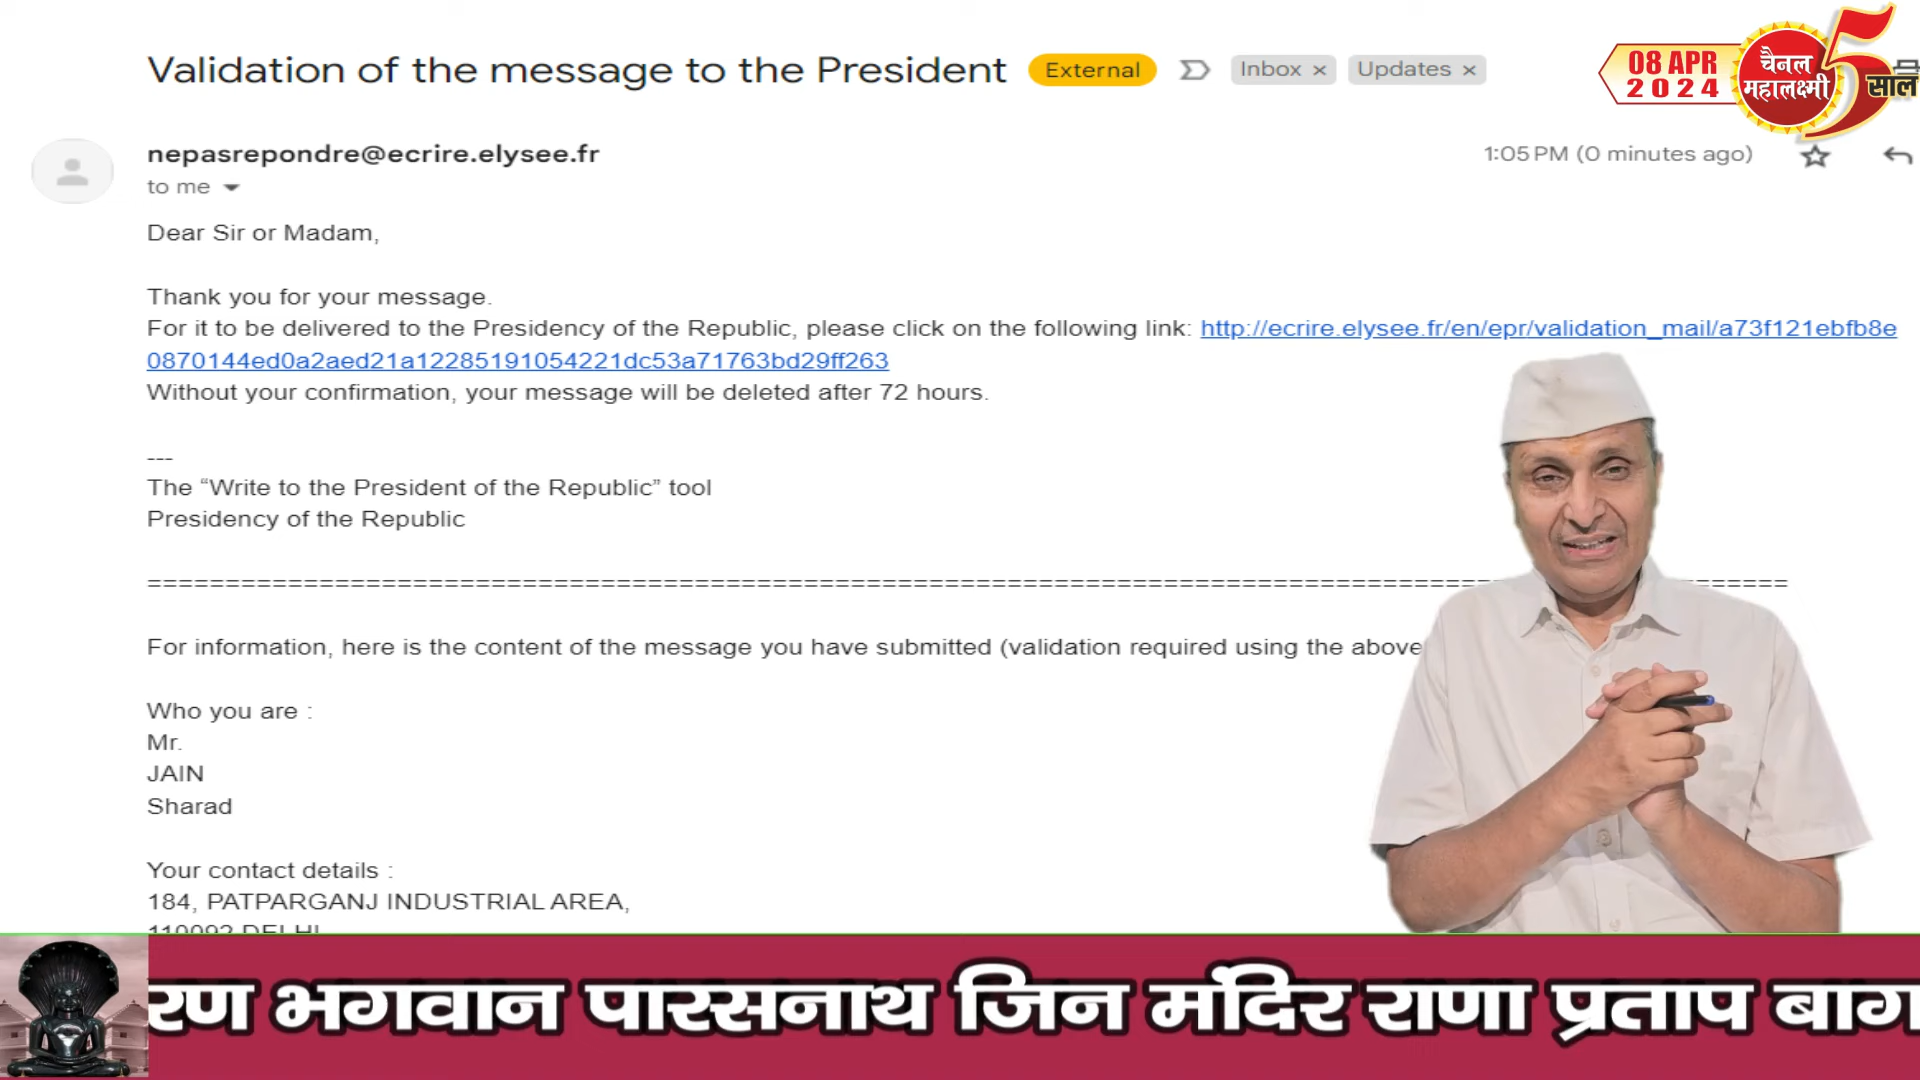 Validation of the message to the President External Inbox × Updates ×
08 APR
2024
चैनल
महालक्ष्मी
5
साल
nepasrepondre@ecrire.elysee.fr
1:05 PM (0 minutes ago)
to me
Dear Sir or Madam,
Thank you for your message.
For it to be delivered to the Presidency of the Republic, please click on the following link: http://ecrire.elysee.fr/en/epr/validation_mail/a73f121ebfb8e
0870144ed0a2aed21a12285191054221dc53a71763bd29ff263
Without your confirmation, your message will be deleted after 72 hours.
---
The “Write to the President of the Republic” tool
Presidency of the Republic
For information, here is the content of the message you have submitted (validation required using the above
Who you are :
Mr.
JAIN
Sharad
Your contact details :
184, PATPARGANJ INDUSTRIAL AREA,
110092 DELHI
रण भगवान पारसनाथ जिन मंदिर राणा प्रताप बाग